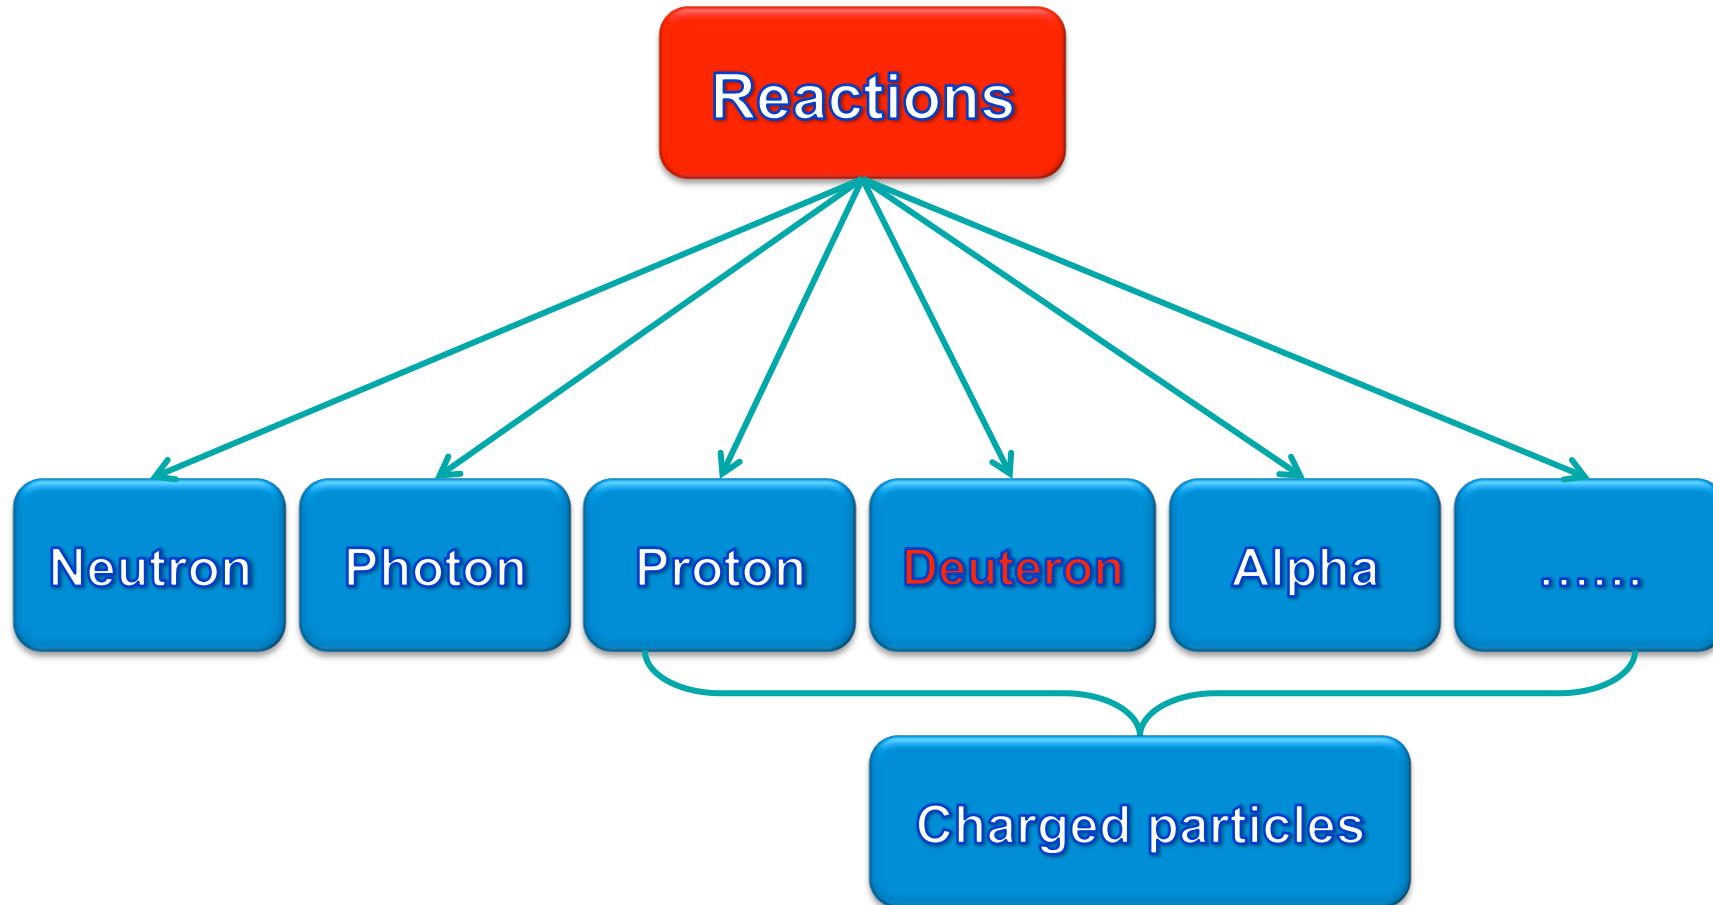 Reactions
Neutron
Photon
Proton
Deuteron
Alpha
......
Charged particles